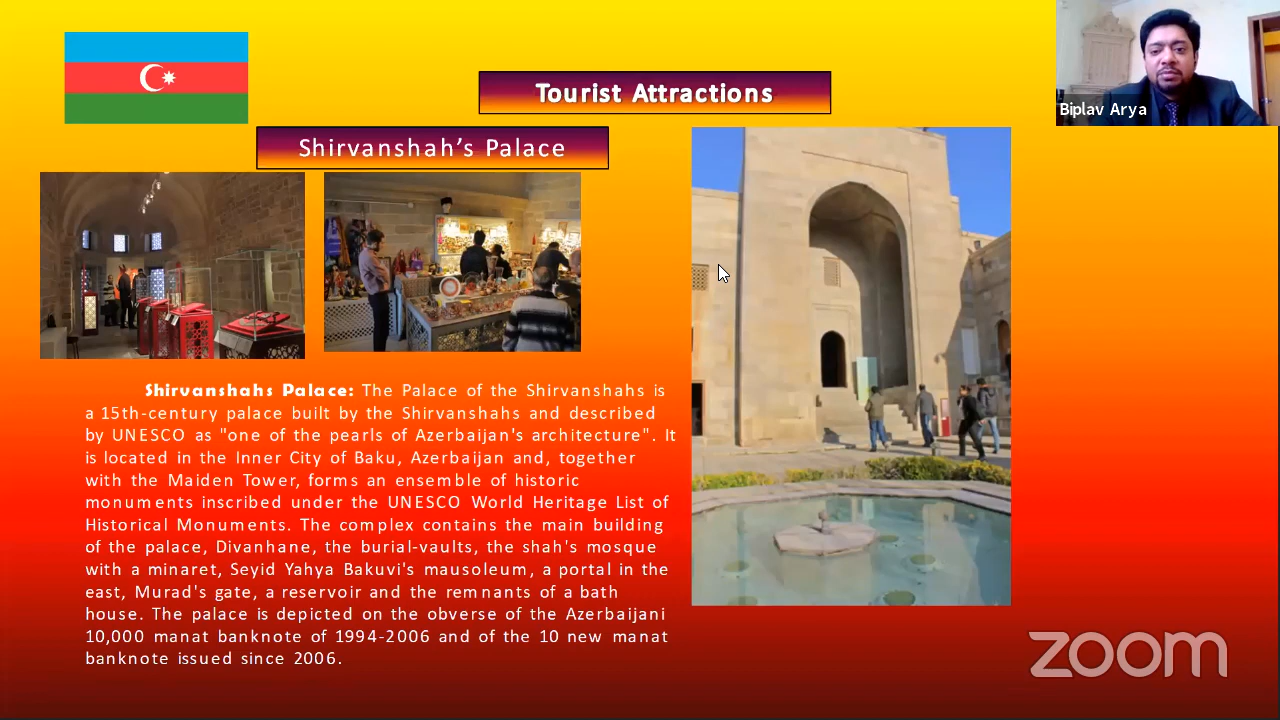 Tourist Attractions
Biplav Arya
Shirvanshah's Palace
Shirvanshahs Palace: The Palace of the Shirvanshahs is
a 15th-century palace built by the Shirvanshahs and described
by UNESCO as "one of the pearls of Azerbaijan's architecture". It
is located in the Inner City of Baku, Azerbaijan and, together
with the Maiden Tower, forms an ensemble of historic
monuments inscribed under the UNESCO World Heritage List of
Historical Monuments. The complex contains the main building
of the palace, Divanhane, the burial-vaults, the shah's mosque
with a minaret, Seyid Yahya Bakuvi's mausoleum, a portal in the
east, Murad's gate, a reservoir and the remnants of a bath
house. The palace is depicted on the obverse of the Azerbaijani
10,000 manat banknote of 1994-2006 and of the 10 new manat
banknote issued since 2006.
zoom